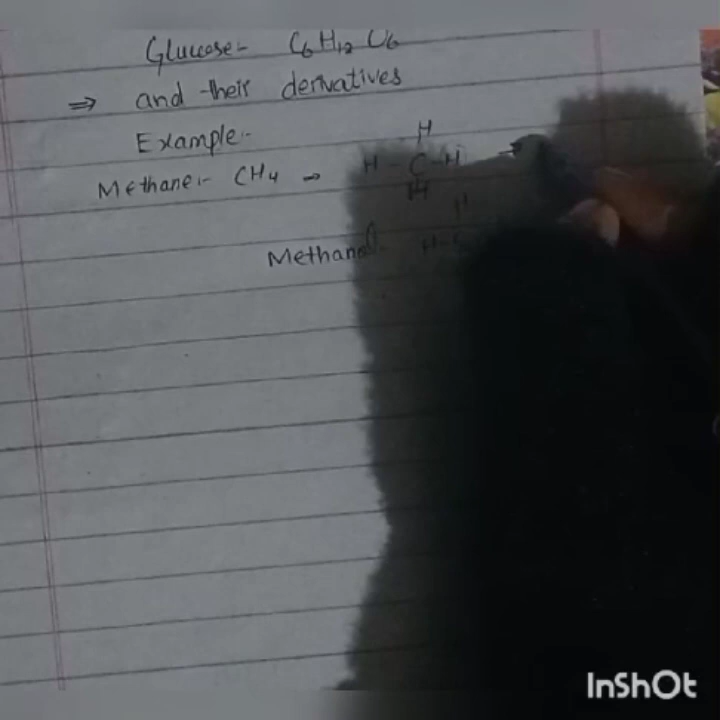 Glucose:- C6H12O6
⇒ and their derivatives
Example:-
H
Methane:- CH4 → H-C-H →
H
H
Methanol:- H-
InShOt